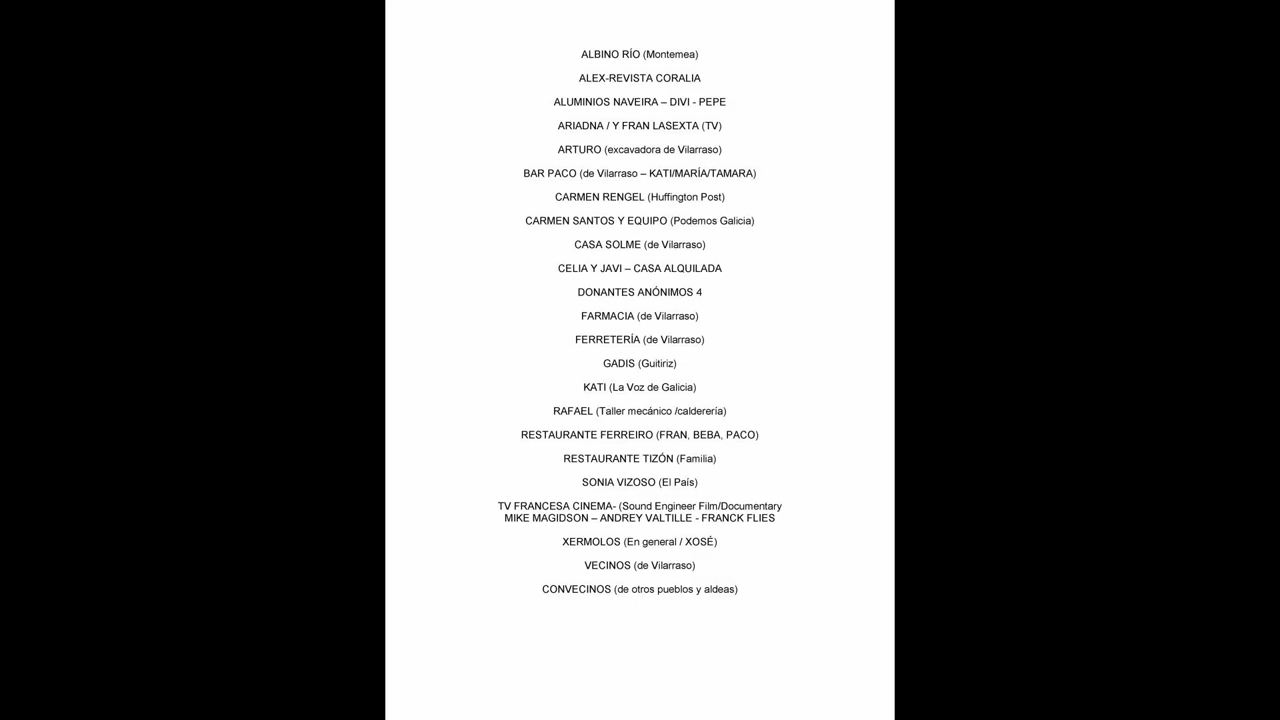 ALBINO RÍO (Montemea)
ALEX-REVISTA CORALIA
ALUMINIOS NAVEIRA – DIVI - PEPE
ARIADNA / Y FRAN LASEXTA (TV)
ARTURO (excavadora de Vilarraso)
BAR PACO (de Vilarraso – KATI/MARÍA/TAMARA)
CARMEN RENGEL (Huffington Post)
CARMEN SANTOS Y EQUIPO (Podemos Galicia)
CASA SOLME (de Vilarraso)
CELIA Y JAVI – CASA ALQUILADA
DONANTES ANÓNIMOS 4
FARMACIA (de Vilarraso)
FERRETERÍA (de Vilarraso)
GADIS (Guitiriz)
KATI (La Voz de Galicia)
RAFAEL (Taller mecánico /calderería)
RESTAURANTE FERREIRO (FRAN, BEBA, PACO)
RESTAURANTE TIZÓN (Familia)
SONIA VIZOSO (El País)
TV FRANCESA CINEMA- (Sound Engineer Film/Documentary
MIKE MAGIDSON – ANDREY VALTILLE - FRANCK FLIES
XERMOLOS (En general / XOSÉ)
VECINOS (de Vilarraso)
CONVECINOS (de otros pueblos y aldeas)